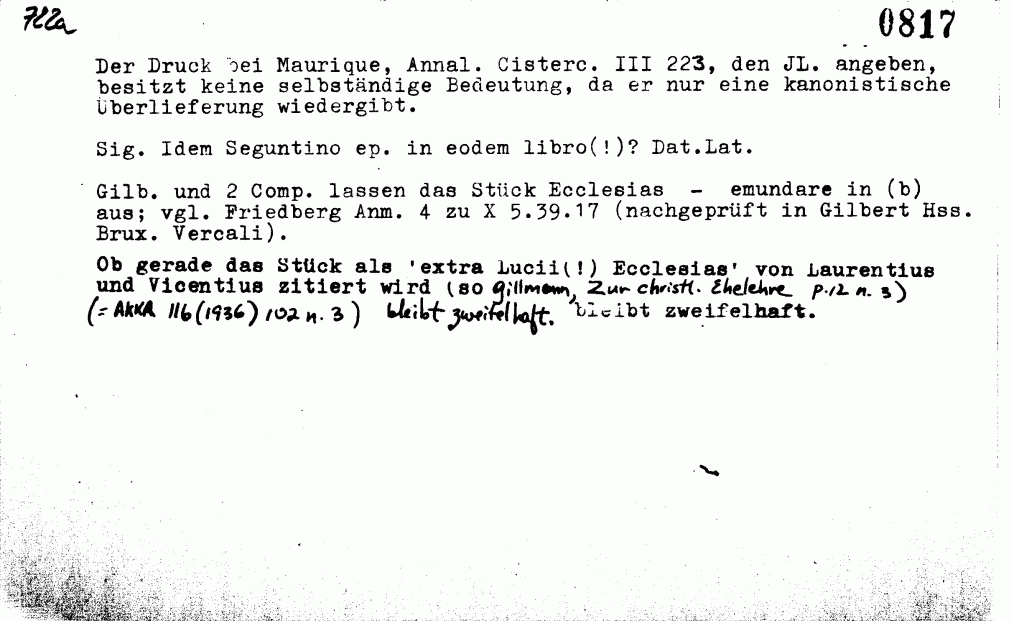 722a
0817
Der Druck bei Maurique, Annal. Cisterc. III 223, den JL. angeben,
besitzt keine selbständige Bedeutung, da er nur eine kanonistische
Überlieferung wiedergibt.
Sig. Idem Seguntino ep. in eodem libro(!)? Dat.Lat.
Gilb. und 2 Comp. lassen das Stück Ecclesias - emundare in (b)
aus; vgl. Friedberg Anm. 4 zu X 5.39.17 (nachgeprüft in Gilbert Hss.
Brux. Vercali).
Ob gerade das Stück als 'extra Lucii(!) Ecclesias' von Laurentius
und Vicentius zitiert wird (so Gillmann, Zur christl. Ehelehre p.12 n. 3)
(= AKKR 116 (1936) 102 n. 3) bleibt zweifelhaft. bleibt zweifelhaft.